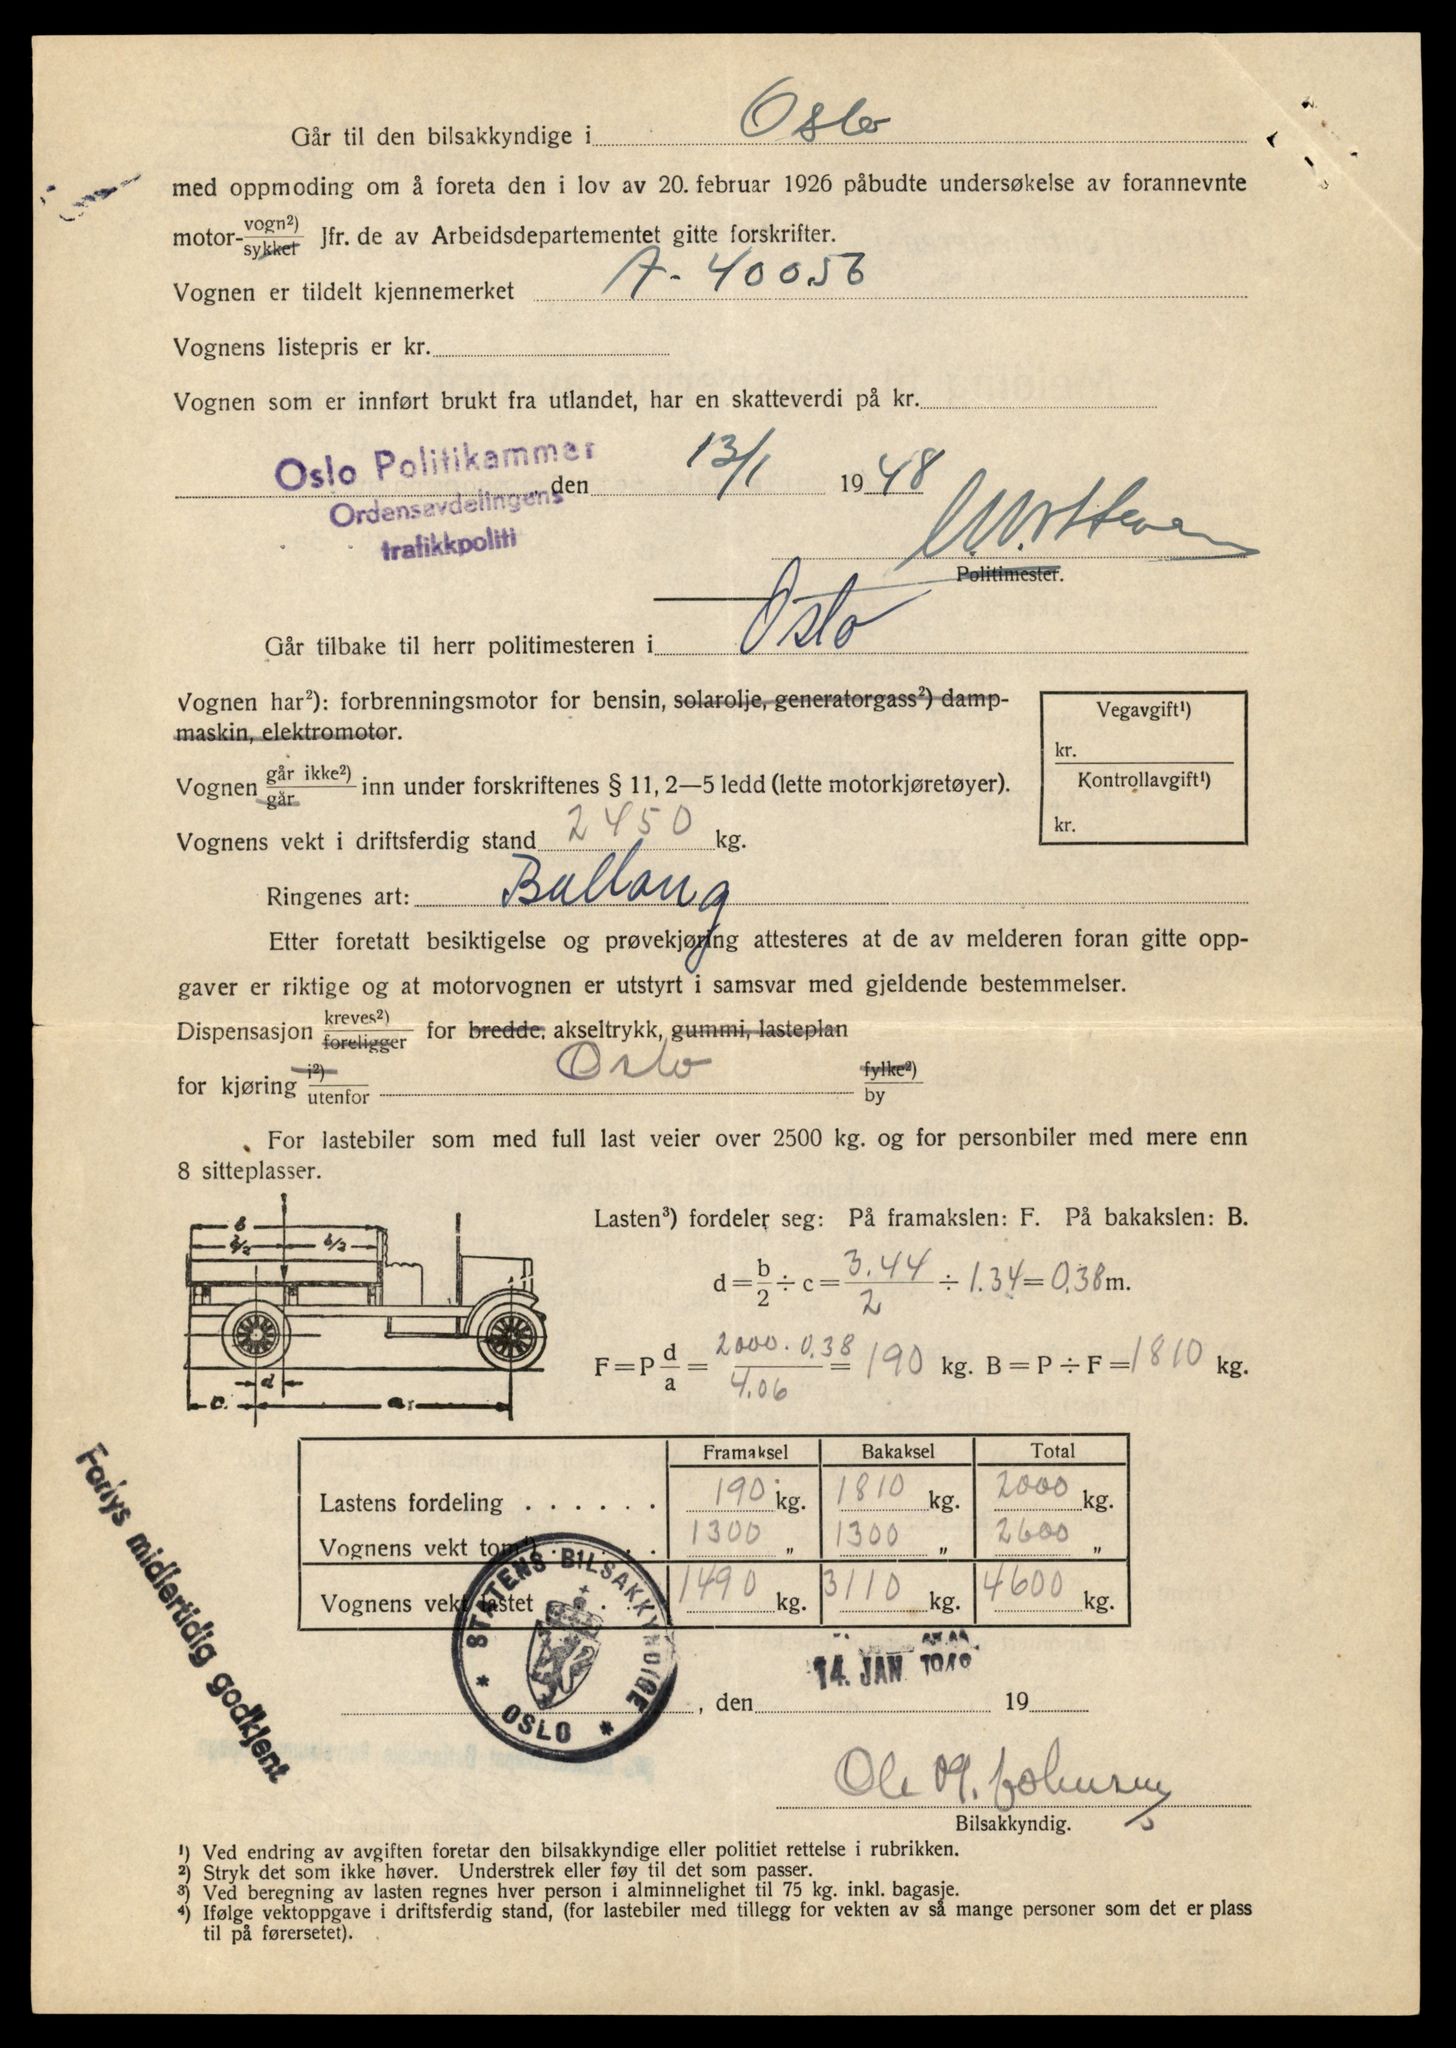 Går til den bilsakkyndige i Oslo
med oppmoding om å foreta den i lov av 20. februar 1926 påbudte undersøkelse av forannevnte
motor-vogn²)/sykkel Jfr. de av Arbeidsdepartementet gitte forskrifter.
Vognen er tildelt kjennemerket A-40056
Vognens listepris er kr.
Vognen som er innført brukt fra utlandet, har en skatteverdi på kr.
Oslo Politikammer
Ordensavdelingens
trafikkpoliti
, den 13/1 1948
Politimester.
Går tilbake til herr politimesteren i Oslo
Vognen har²): forbrenningsmotor for bensin, solarolje, generatorgass²) damp-
maskin, elektromotor.
Vognen går ikke²)/går inn under forskriftenes § 11, 2—5 ledd (lette motorkjøretøyer).
Vegavgift¹)
kr.
Kontrollavgift¹)
kr.
Vognens vekt i driftsferdig stand 2450 kg.
Ringenes art: Ballong
Etter foretatt besiktigelse og prøvekjøring attesteres at de av melderen foran gitte opp-
gaver er riktige og at motorvognen er utstyrt i samsvar med gjeldende bestemmelser.
Dispensasjon kreves²)/foreligger for bredde, akseltrykk, gummi, lasteplan
for kjøring i²)/utenfor Oslo fylke²)/by
For lastebiler som med full last veier over 2500 kg. og for personbiler med mere enn
8 sitteplasser.
Lasten³) fordeler seg: På framakslen: F. På bakakslen: B.
b
b/2 b/2
d = b/2 ÷ c = 3.44/2 ÷ 1.34 = 0.38 m.
F = P d/a = 2000 . 0.38/4.06 = 190 kg. B = P ÷ F = 1810 kg.
c. d a
Framaksel Bakaksel Total
Lastens fordeling . . . . . . 190 kg. 1810 kg. 2000 kg.
Vognens vekt tom⁴) . . . . . 1300 „ 1300 „ 2600 „
Vognens vekt lastet . . . 1490 kg. 3110 kg. 4600 kg.
Forlys midlertidig godkjent
STATENS BILSAKKYNDIGE
* OSLO *
14. JAN. 1948
, den 19
Ole
Bilsakkyndig.
¹) Ved endring av avgiften foretar den bilsakkyndige eller politiet rettelse i rubrikken.
²) Stryk det som ikke høver. Understrek eller føy til det som passer.
³) Ved beregning av lasten regnes hver person i alminnelighet til 75 kg. inkl. bagasje.
⁴) Ifølge vektoppgave i driftsferdig stand, (for lastebiler med tillegg for vekten av så mange personer som det er plass
til på førersetet).